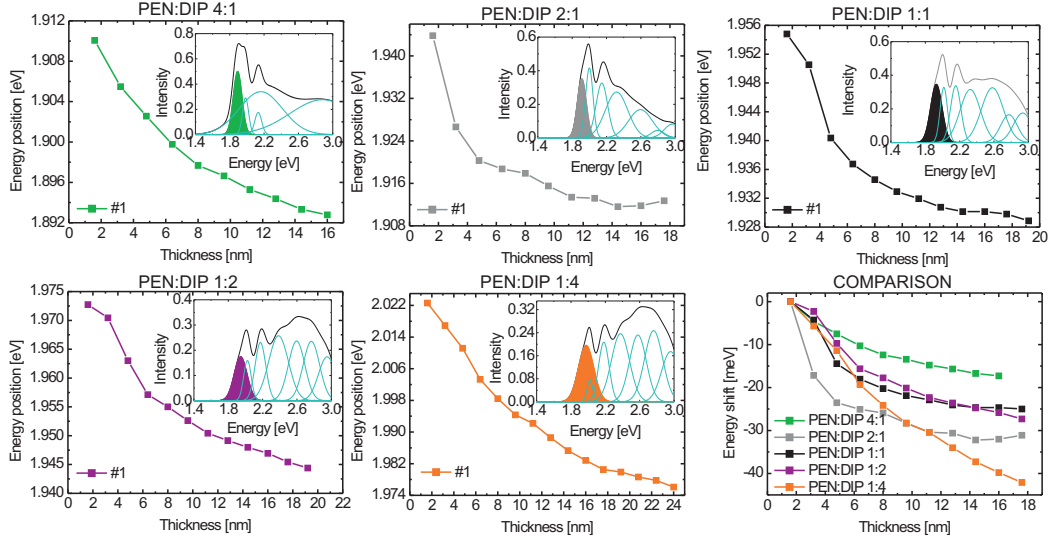 PEN:DIP 4:1
Energy position [eV]
1.912
1.908
1.904
1.900
1.896
1.892
0 2 4 6 8 10 12 14 16 18
Thickness [nm]
#1
Intensity
0.8
0.6
0.4
0.2
0.0
1.4 1.8 2.2 2.6 3.0
Energy [eV]
PEN:DIP 2:1
Energy position [eV]
1.944
1.935
1.926
1.917
1.908
0 2 4 6 8 10 12 14 16 18
Thickness [nm]
#1
Intensity
0.6
0.4
0.2
0.0
1.4 1.8 2.2 2.6 3.0
Energy [eV]
PEN:DIP 1:1
Energy position [eV]
1.956
1.952
1.948
1.944
1.940
1.936
1.932
1.928
0 2 4 6 8 10 12 14 16 18 20
Thickness [nm]
#1
Intensity
0.6
0.4
0.2
0.0
1.4 1.8 2.2 2.6 3.0
Energy [eV]
PEN:DIP 1:2
Energy position [eV]
1.975
1.970
1.965
1.960
1.955
1.950
1.945
1.940
0 2 4 6 8 10 12 14 16 18 20 22
Thickness [nm]
#1
Intensity
0.4
0.3
0.2
0.1
0.0
1.4 1.8 2.2 2.6 3.0
Energy [eV]
PEN:DIP 1:4
Energy position [eV]
2.022
2.014
2.006
1.998
1.990
1.982
1.974
0 2 4 6 8 10 12 14 16 18 20 22 24
Thickness [nm]
#1
Intensity
0.30
0.24
0.18
0.12
0.06
0.00
1.4 1.8 2.2 2.6 3.0
Energy [eV]
COMPARISON
Energy shift [meV]
0
-10
-20
-30
-40
0 2 4 6 8 10 12 14 16 18
Thickness [nm]
PEN:DIP 4:1
PEN:DIP 2:1
PEN:DIP 1:1
PEN:DIP 1:2
PEN:DIP 1:4